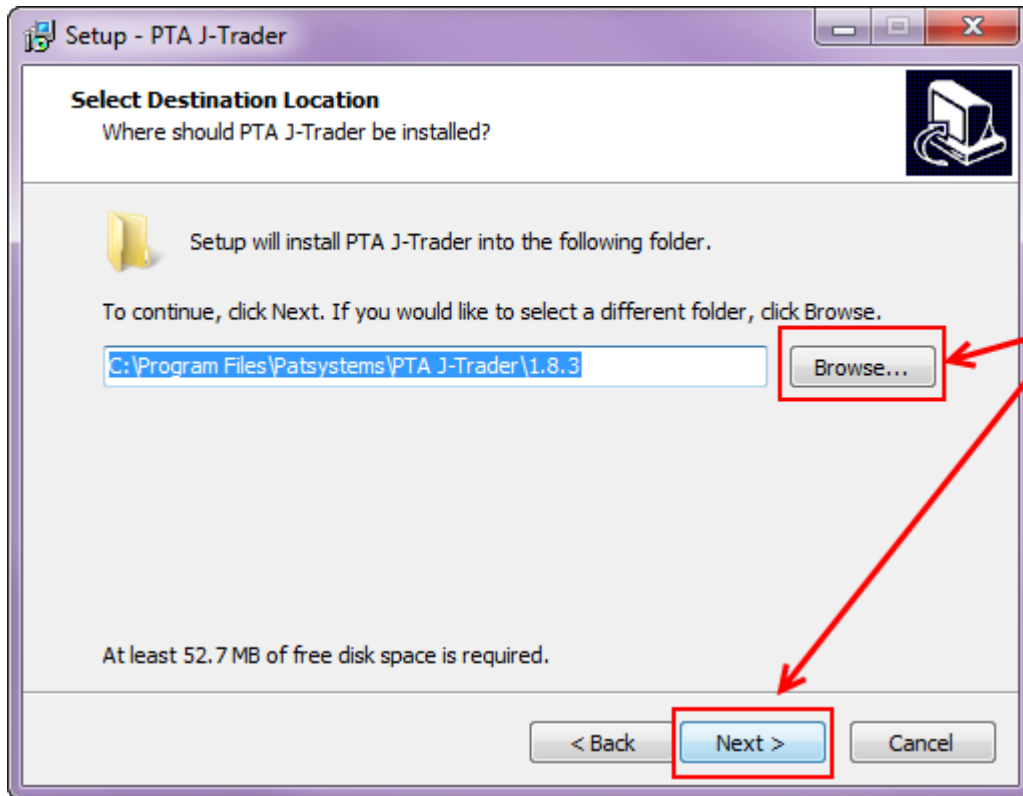 Setup - PTA J-Trader
Select Destination Location
Where should PTA J-Trader be installed?
Setup will install PTA J-Trader into the following folder.
To continue, click Next. If you would like to select a different folder, click Browse.
C:\Program Files\Patsystems\PTA J-Trader\1.8.3
Browse...
At least 52.7 MB of free disk space is required.
< Back Next > Cancel